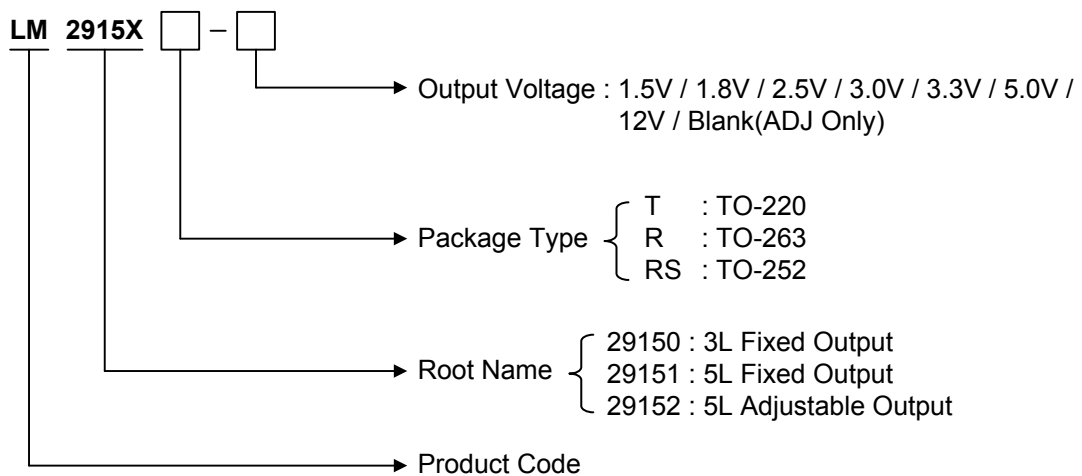 LM 2915X –
Output Voltage : 1.5V / 1.8V / 2.5V / 3.0V / 3.3V / 5.0V /
12V / Blank(ADJ Only)
T : TO-220
Package Type R : TO-263
RS : TO-252
29150 : 3L Fixed Output
Root Name 29151 : 5L Fixed Output
29152 : 5L Adjustable Output
Product Code